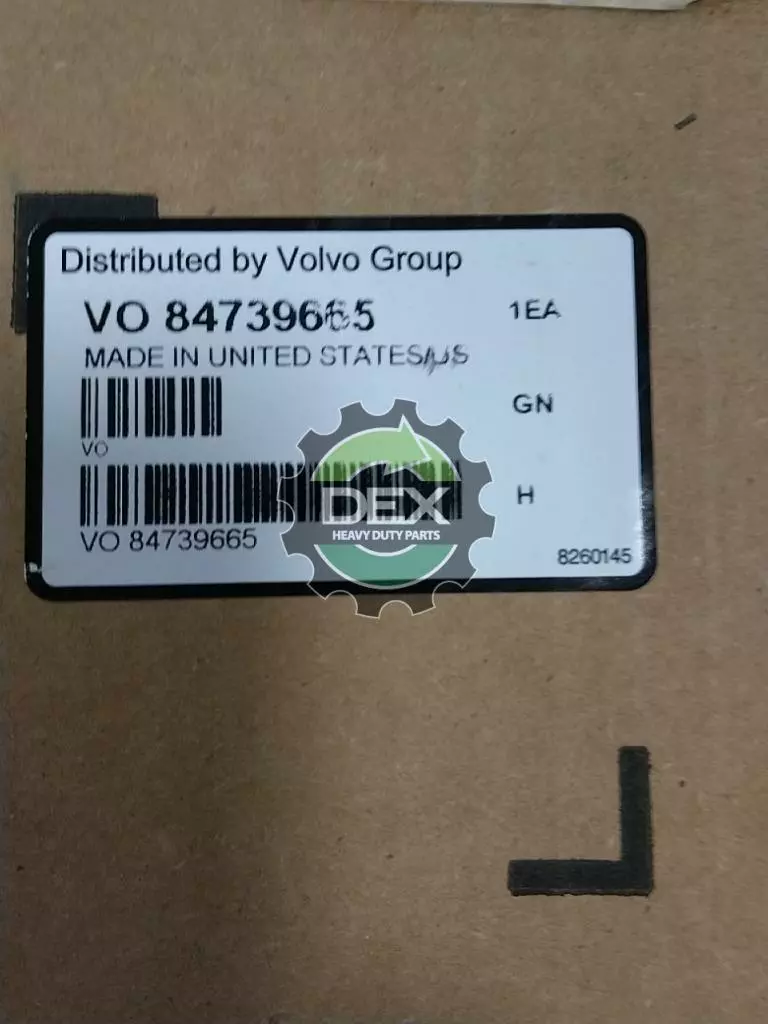 Distributed by Volvo Group
VO 84739665
1EA
MADE IN UNITED STATES/US
GN
VO
H
VO 84739665
8260145
DEX
HEAVY DUTY PARTS